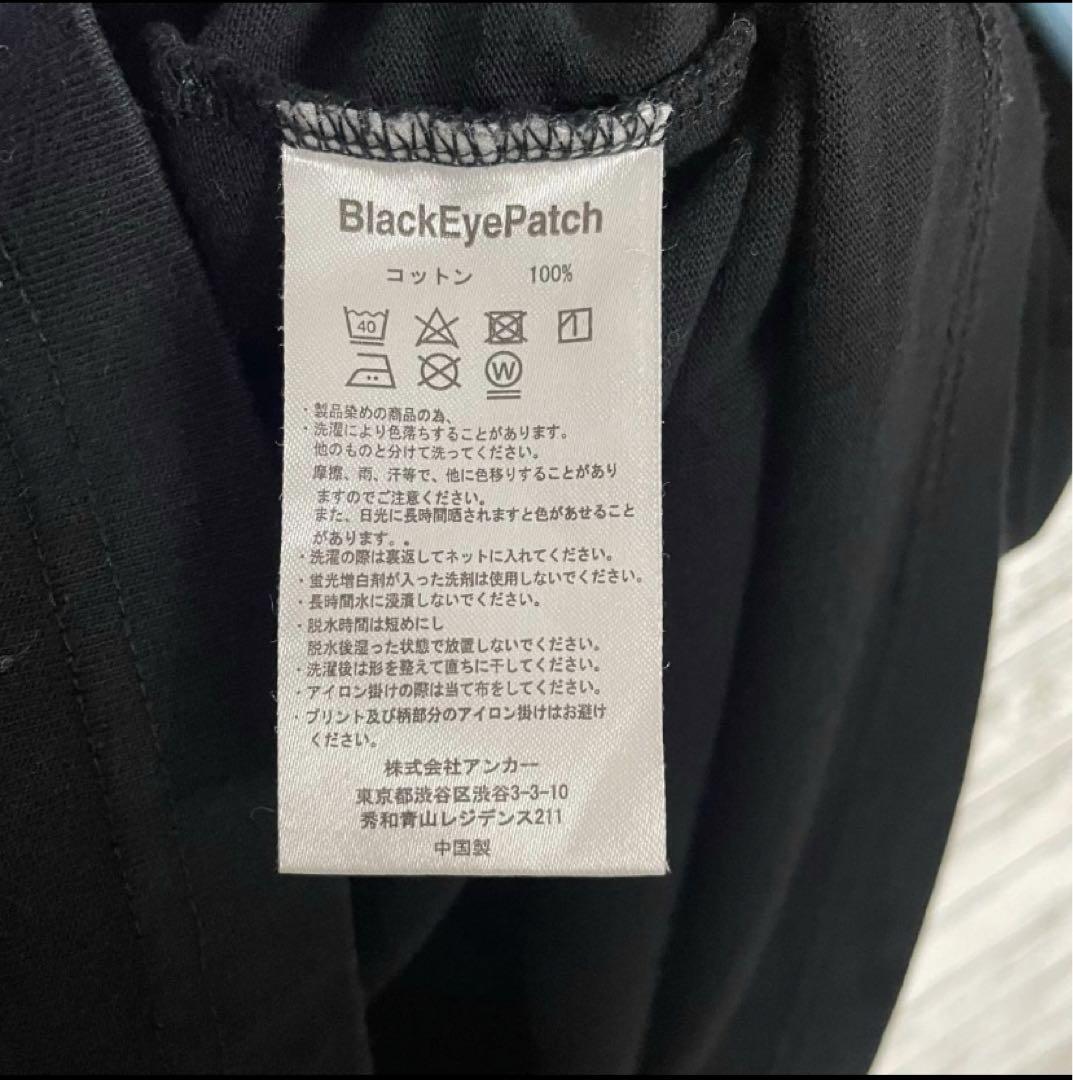 BlackEyePatch
コットン 100%
40
W
・製品染めの商品の為、
・洗濯により色落ちすることがあります。
他のものと分けて洗ってください。
摩擦、雨、汗等で、他に色移りすることがあり
ますのでご注意ください。
また、日光に長時間晒されますと色があせること
があります。。
・洗濯の際は裏返してネットに入れてください。
・蛍光増白剤が入った洗剤は使用しないでください。
・長時間水に浸漬しないでください。
・脱水時間は短めにし
脱水後湿った状態で放置しないでください。
・洗濯後は形を整えて直ちに干してください。
・アイロン掛けの際は当て布をしてください。
・プリント及び柄部分のアイロン掛けはお避け
ください。
株式会社アンカー
東京都渋谷区渋谷3-3-10
秀和青山レジデンス211
中国製